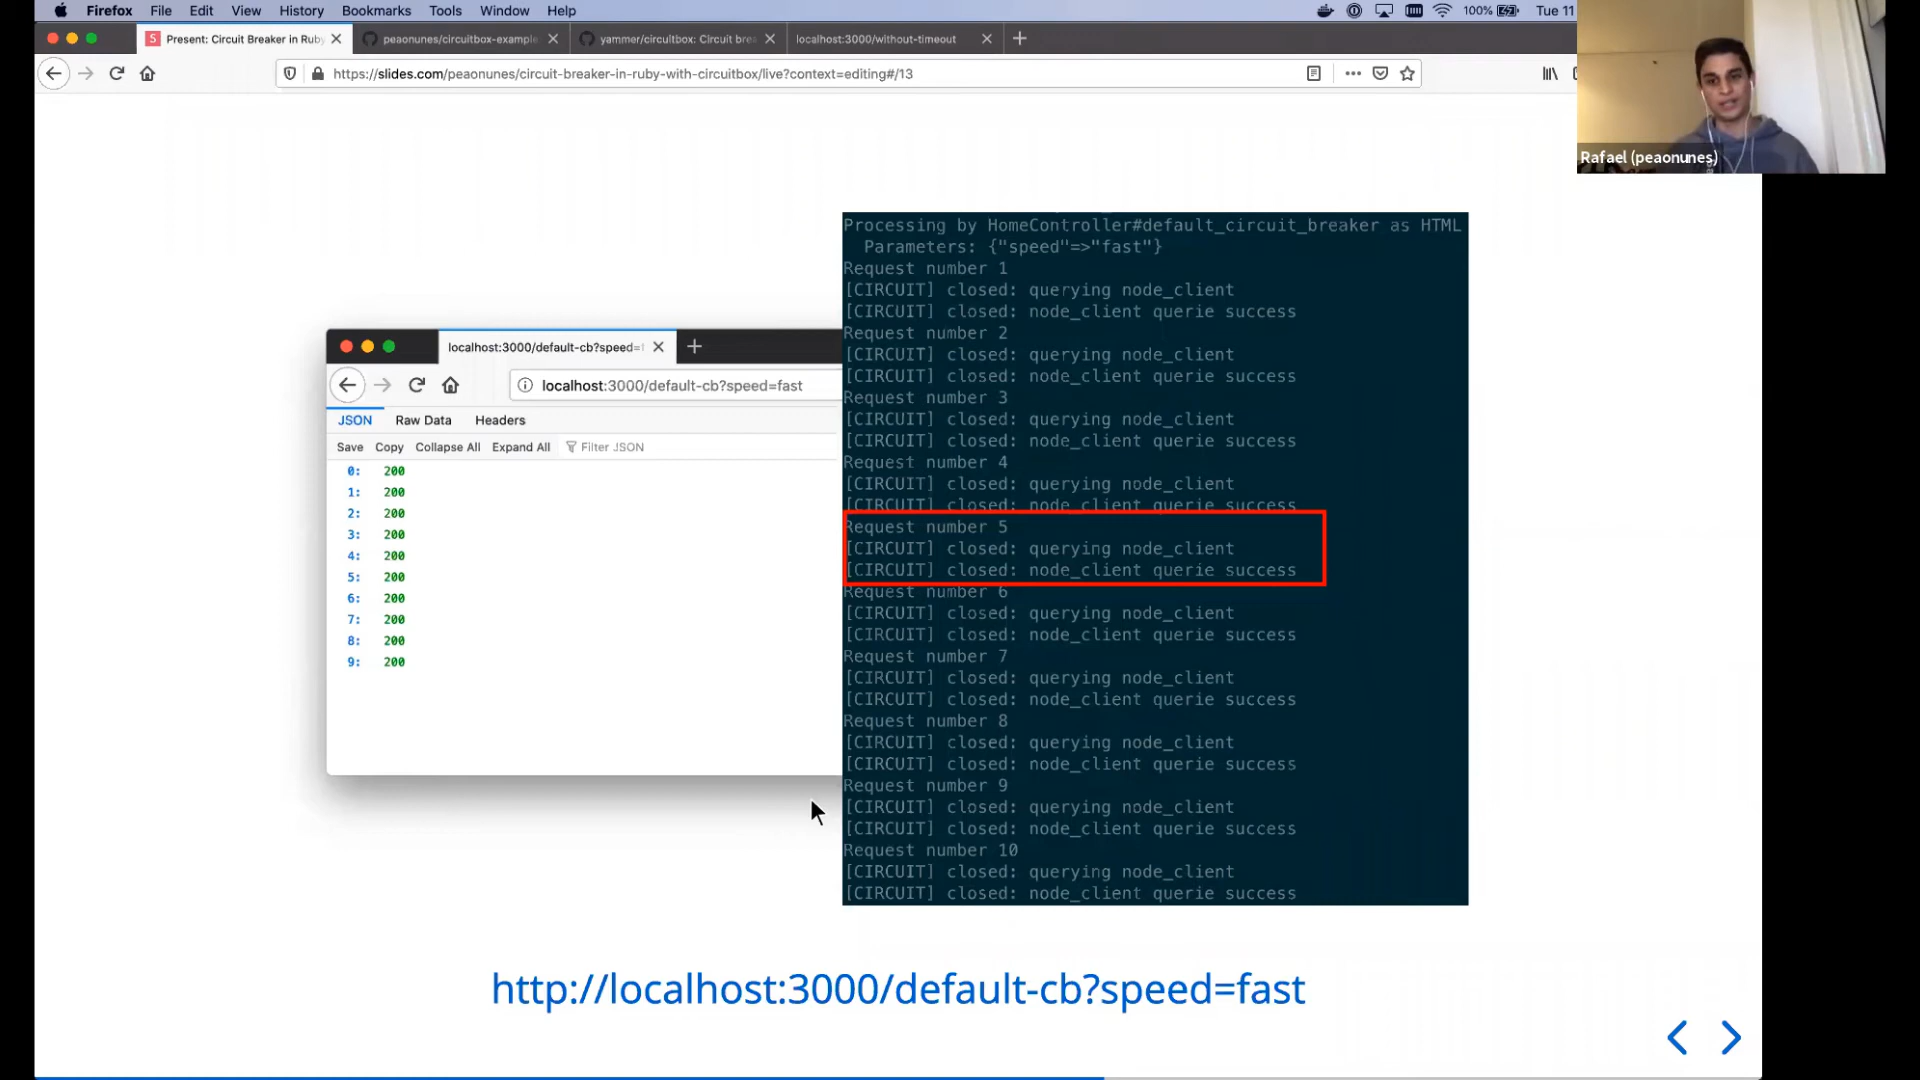 Firefox File Edit View History Bookmarks Tools Window Help 100% Tue 11
Present: Circuit Breaker in Ruby peaonunes/circuitbox-example yammer/circuitbox: Circuit brea localhost:3000/without-timeout
https://slides.com/peaonunes/circuit-breaker-in-ruby-with-circuitbox/live?context=editing#/13
Rafael (peaonunes)
localhost:3000/default-cb?speed=
localhost:3000/default-cb?speed=fast
JSON Raw Data Headers
Save Copy Collapse All Expand All Filter JSON
0: 200
1: 200
2: 200
3: 200
4: 200
5: 200
6: 200
7: 200
8: 200
9: 200
Processing by HomeController#default_circuit_breaker as HTML
Parameters: {"speed"=>"fast"}
Request number 1
[CIRCUIT] closed: querying node_client
[CIRCUIT] closed: node_client querie success
Request number 2
[CIRCUIT] closed: querying node_client
[CIRCUIT] closed: node_client querie success
Request number 3
[CIRCUIT] closed: querying node_client
[CIRCUIT] closed: node_client querie success
Request number 4
[CIRCUIT] closed: querying node_client
[CIRCUIT] closed: node_client querie success
Request number 5
[CIRCUIT] closed: querying node_client
[CIRCUIT] closed: node_client querie success
Request number 6
[CIRCUIT] closed: querying node_client
[CIRCUIT] closed: node_client querie success
Request number 7
[CIRCUIT] closed: querying node_client
[CIRCUIT] closed: node_client querie success
Request number 8
[CIRCUIT] closed: querying node_client
[CIRCUIT] closed: node_client querie success
Request number 9
[CIRCUIT] closed: querying node_client
[CIRCUIT] closed: node_client querie success
Request number 10
[CIRCUIT] closed: querying node_client
[CIRCUIT] closed: node_client querie success
http://localhost:3000/default-cb?speed=fast